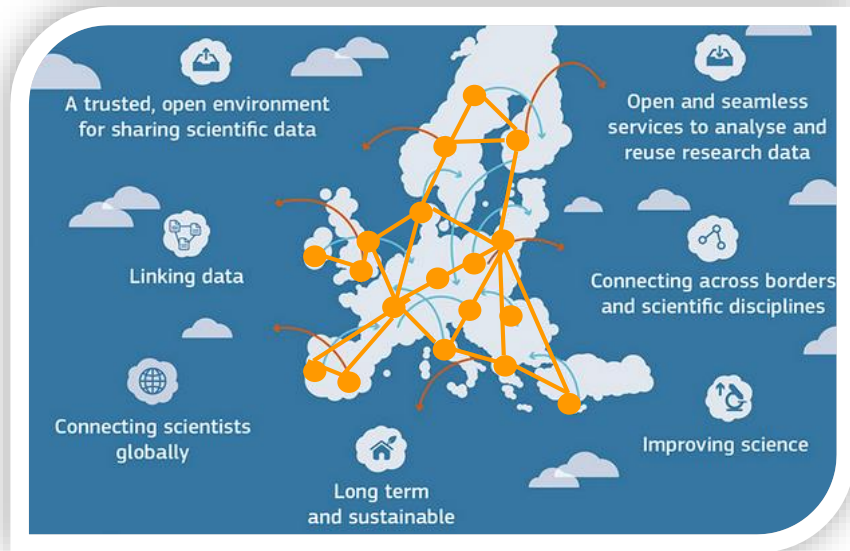 A trusted, open environment
for sharing scientific data
Open and seamless
services to analyse and
reuse research data
Linking data
Connecting across borders
and scientific disciplines
Connecting scientists
globally
Improving science
Long term
and sustainable